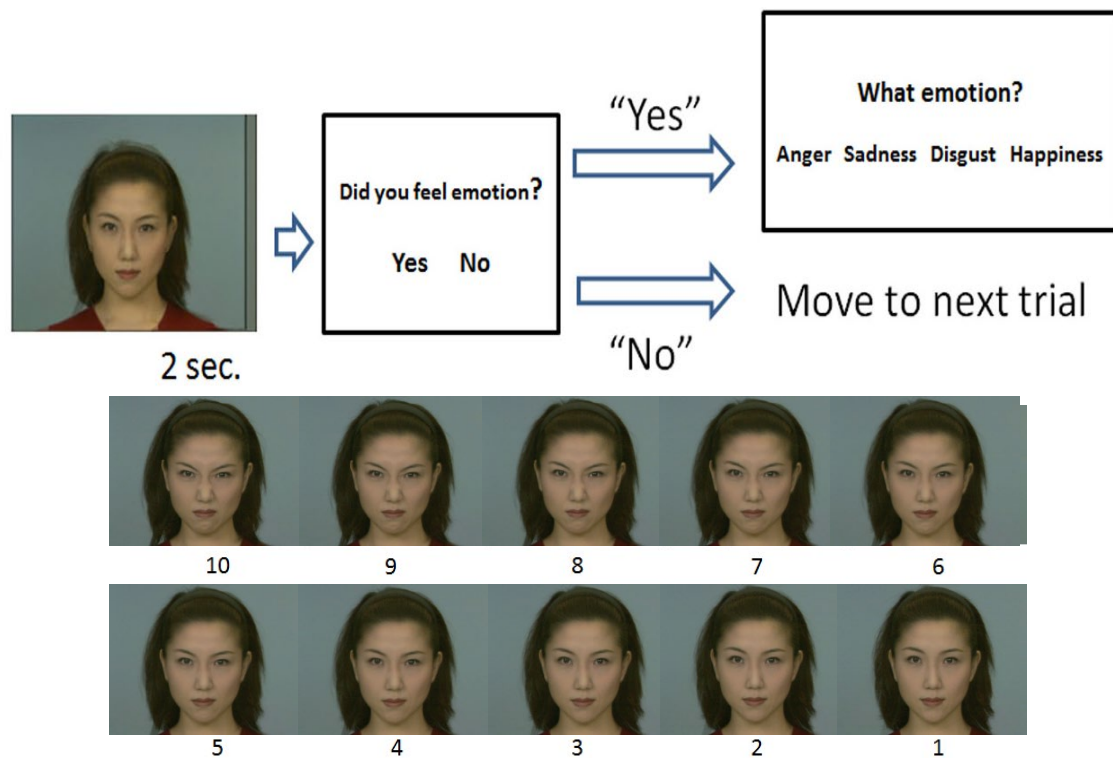 2 sec.
Did you feel emotion?
Yes No
“Yes”
“No”
What emotion?
Anger Sadness Disgust Happiness
Move to next trial
10 9 8 7 6
5 4 3 2 1